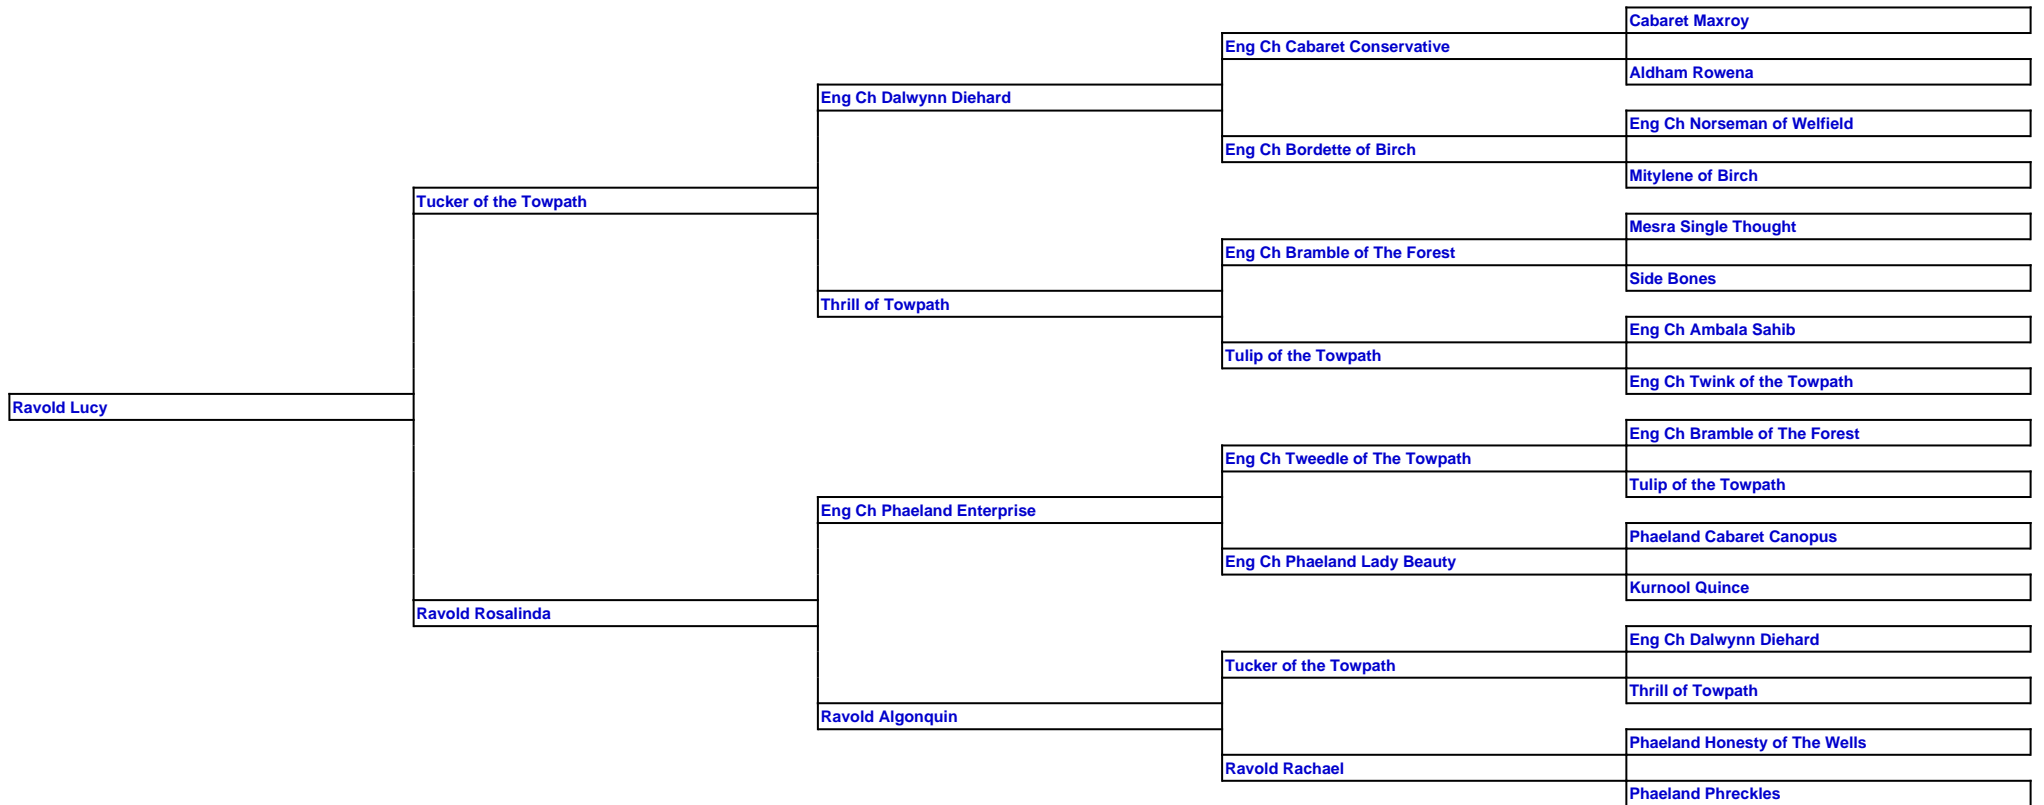 Cabaret Maxroy
Eng Ch Cabaret Conservative
Aldham Rowena
Eng Ch Dalwynn Diehard
Eng Ch Norseman of Welfield
Eng Ch Bordette of Birch
Mitylene of Birch
Tucker of the Towpath
Mesra Single Thought
Eng Ch Bramble of The Forest
Side Bones
Thrill of Towpath
Eng Ch Ambala Sahib
Tulip of the Towpath
Eng Ch Twink of the Towpath
Ravold Lucy
Eng Ch Bramble of The Forest
Eng Ch Tweedle of The Towpath
Tulip of the Towpath
Eng Ch Phaeland Enterprise
Phaeland Cabaret Canopus
Eng Ch Phaeland Lady Beauty
Kurnool Quince
Ravold Rosalinda
Eng Ch Dalwynn Diehard
Tucker of the Towpath
Thrill of Towpath
Ravold Algonquin
Phaeland Honesty of The Wells
Ravold Rachael
Phaeland Phreckles